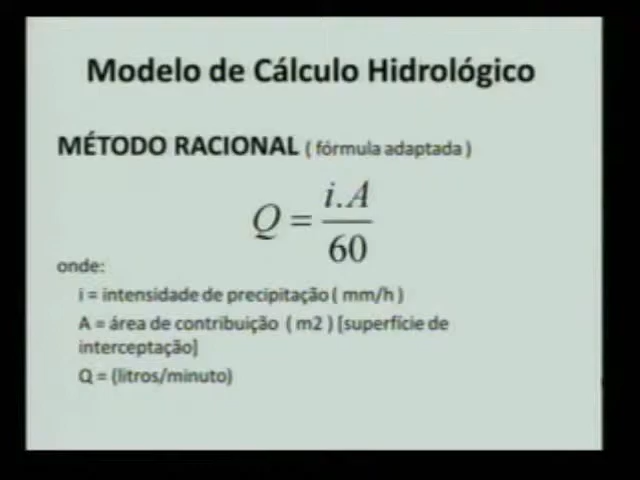 Modelo de Cálculo Hidrológico
MÉTODO RACIONAL ( fórmula adaptada )
Q = i.A / 60
onde:
i = intensidade de precipitação ( mm/h )
A = área de contribuição ( m2 ) [superfície de
interceptação]
Q = (litros/minuto)